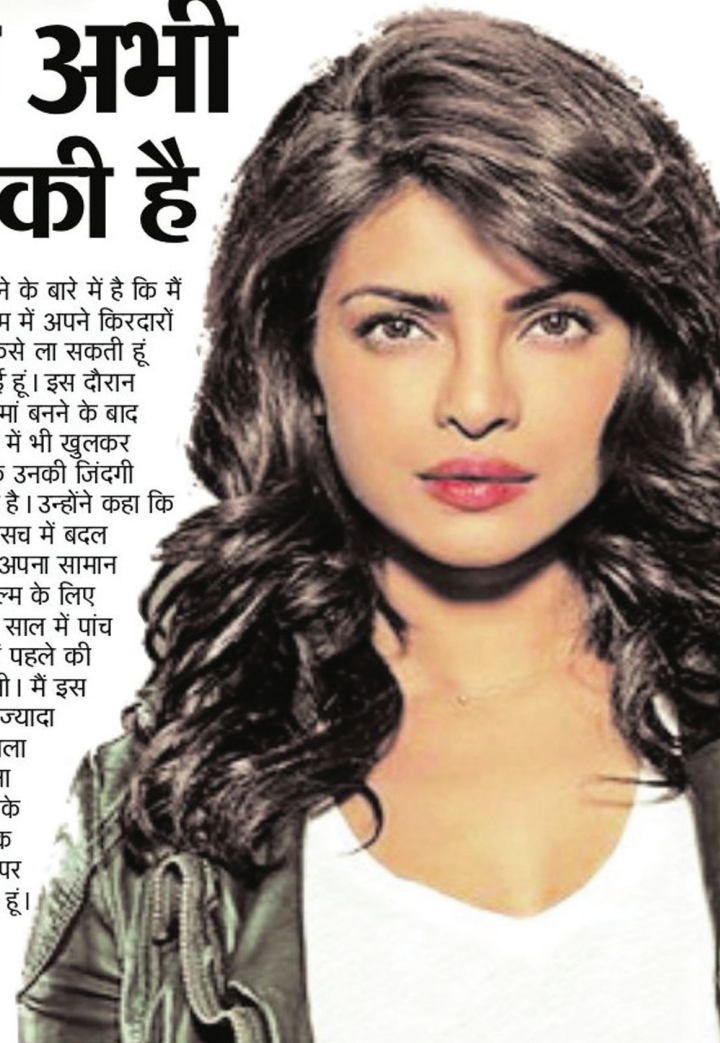 अभी
की है
के बारे में है कि मैं
में अपने किरदारों
ला सकती हूं
हूं। इस दौरान
मां बनने के बाद
में भी खुलकर
उनकी जिंदगी
है। उन्होंने कहा कि
सच में बदल
अपना सामान
के लिए
साल में पांच
पहले की
मैं इस
ज्यादा
के
पर
हूं।